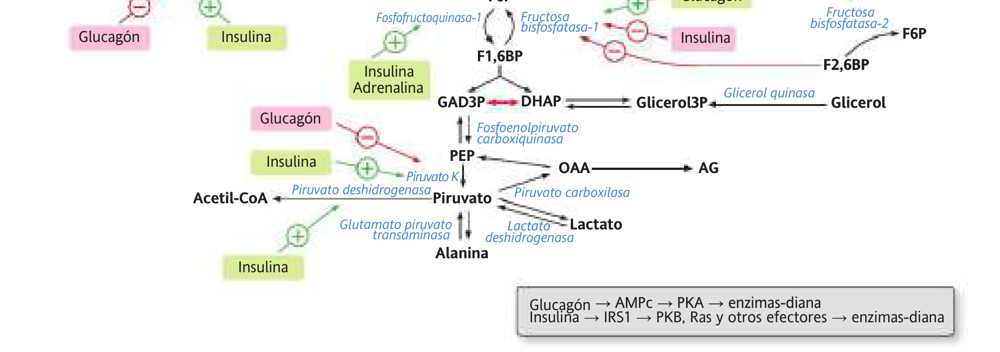 Fosfofructoquinasa-1
Fructosa
bisfosfatasa-1
Fructosa
bisfosfatasa-2
Glucagón
Insulina
Insulina
F6P
F1,6BP
F2,6BP
Insulina
Adrenalina
GAD3P
DHAP
Glicerol3P
Glicerol quinasa
Glicerol
Glucagón
Fosfoenolpiruvato
carboxiquinasa
Insulina
PEP
OAA
AG
Piruvato K
Piruvato deshidrogenasa
Acetil-CoA
Piruvato
Piruvato carboxilasa
Glutamato piruvato
transaminasa
Lactato
deshidrogenasa
Lactato
Alanina
Insulina
Glucagón → AMPc → PKA → enzimas-diana
Insulina → IRS1 → PKB, Ras y otros efectores → enzimas-diana